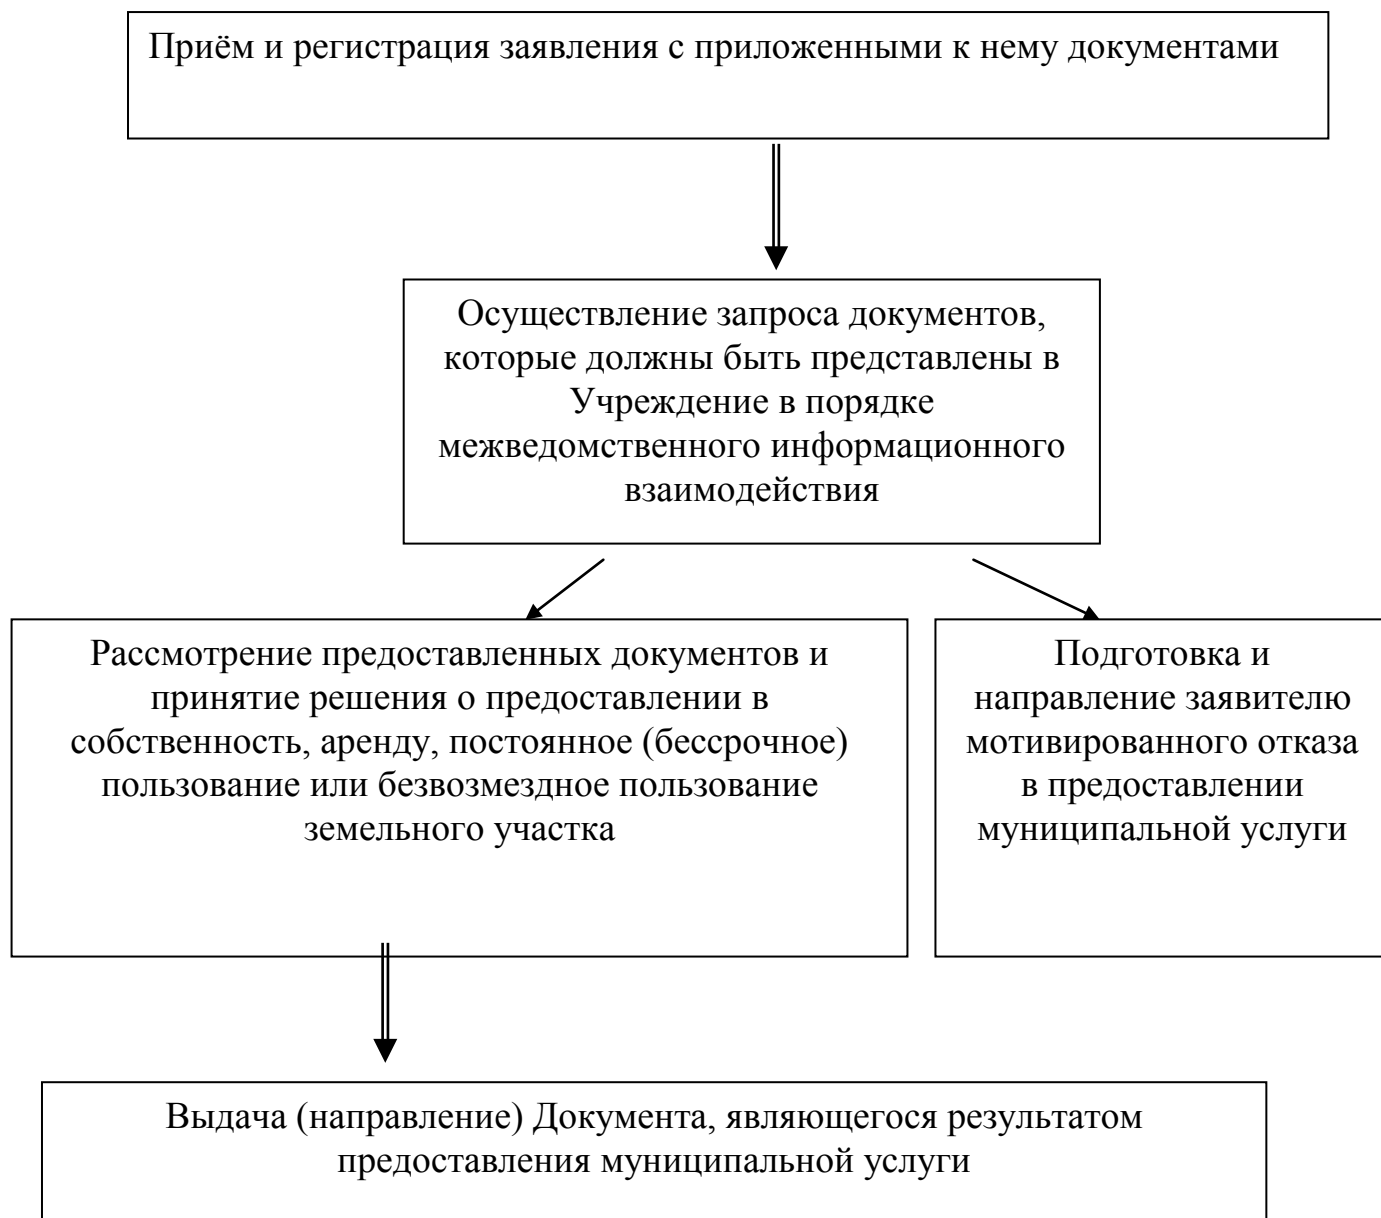 Приём и регистрация заявления с приложенными к нему документами
Осуществление запроса документов,
которые должны быть представлены в
Учреждение в порядке
межведомственного информационного
взаимодействия
Рассмотрение предоставленных документов и
принятие решения о предоставлении в
собственность, аренду, постоянное (бессрочное)
пользование или безвозмездное пользование
земельного участка
Подготовка и
направление заявителю
мотивированного отказа
в предоставлении
муниципальной услуги
Выдача (направление) Документа, являющегося результатом
предоставления муниципальной услуги